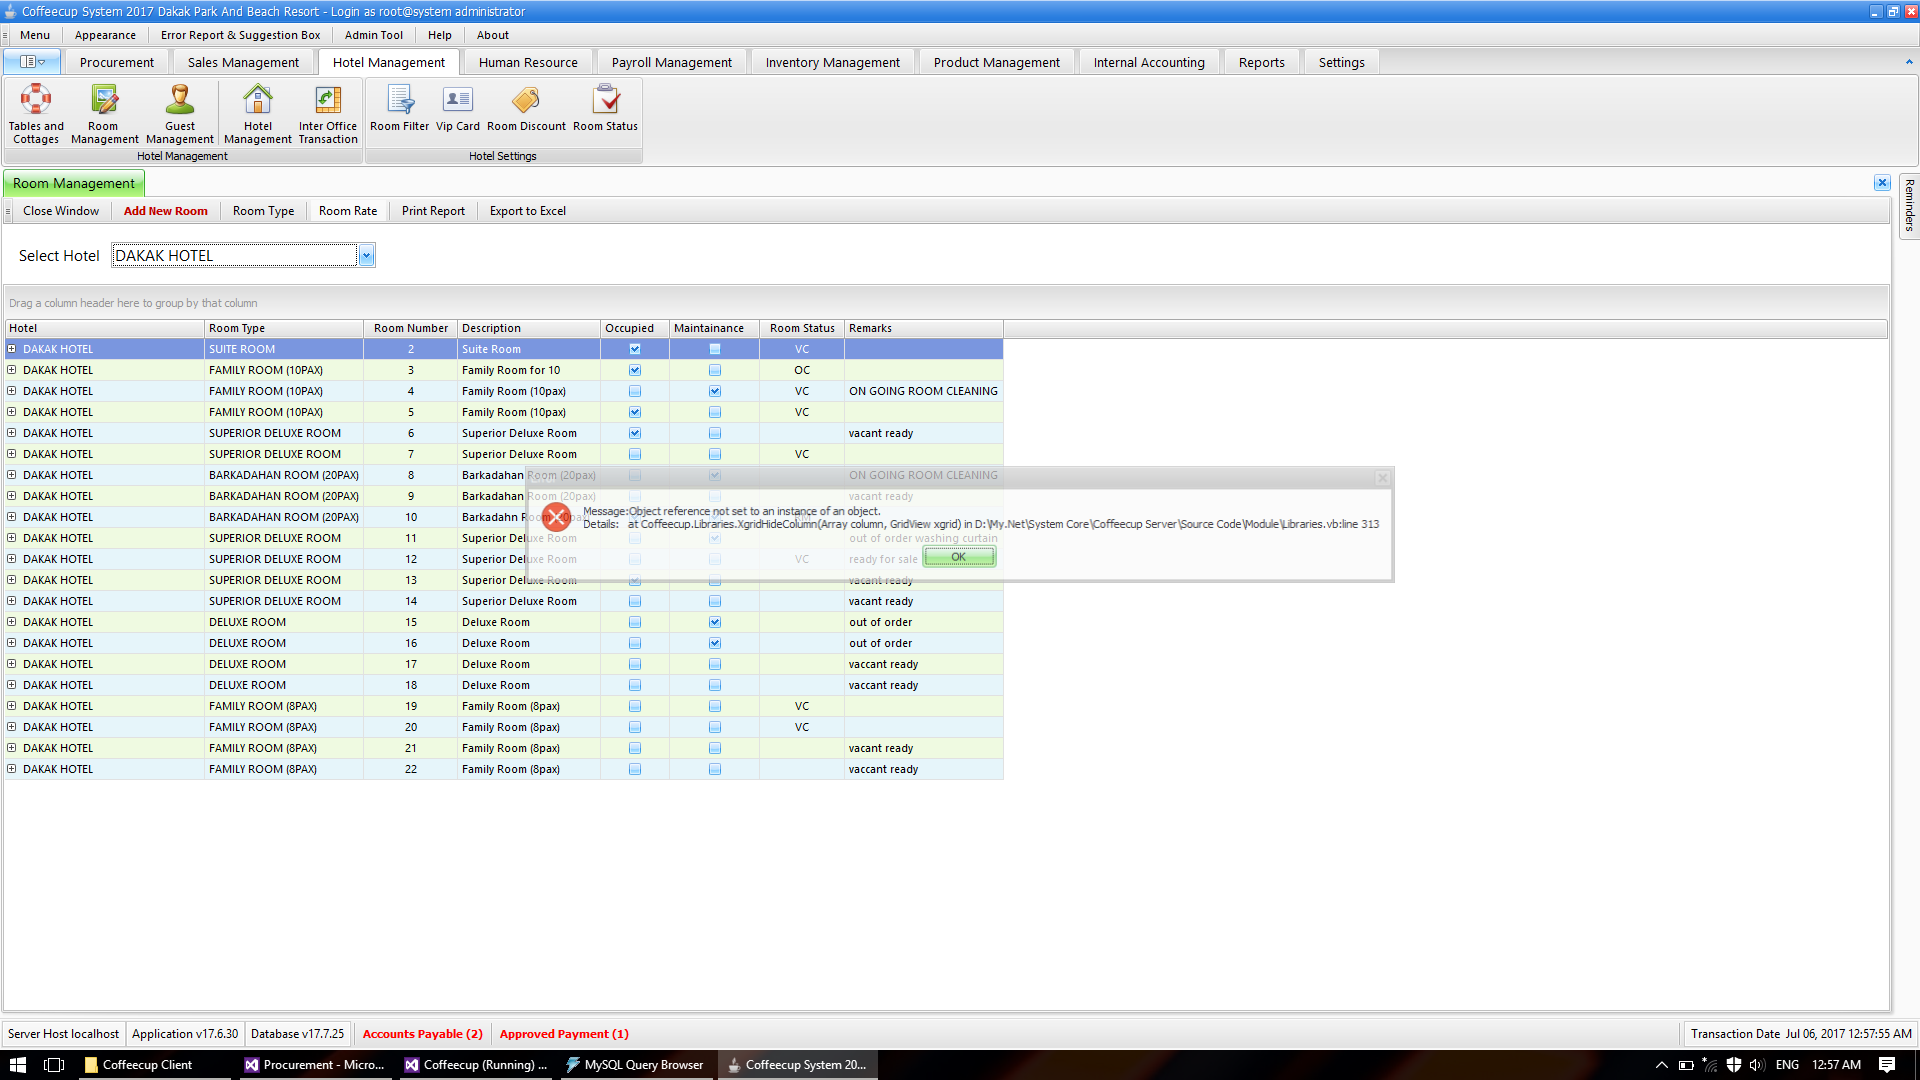 Coffeecup System 2017 Dakak Park And Beach Resort - Login as root@system administrator
Menu Appearance Error Report & Suggestion Box Admin Tool Help About
Procurement Sales Management Hotel Management Human Resource Payroll Management Inventory Management Product Management Internal Accounting Reports Settings
Tables and Cottages Room Management Guest Management Hotel Management Inter Office Transaction Room Filter Vip Card Room Discount Room Status
Hotel Management Hotel Settings
Room Management
Reminders
Close Window Add New Room Room Type Room Rate Print Report Export to Excel
Select Hotel DAKAK HOTEL
Drag a column header here to group by that column
Hotel Room Type Room Number Description Occupied Maintainance Room Status Remarks
DAKAK HOTEL SUITE ROOM 2 Suite Room VC
DAKAK HOTEL FAMILY ROOM (10PAX) 3 Family Room for 10 OC
DAKAK HOTEL FAMILY ROOM (10PAX) 4 Family Room (10pax) VC ON GOING ROOM CLEANING
DAKAK HOTEL FAMILY ROOM (10PAX) 5 Family Room (10pax) VC
DAKAK HOTEL SUPERIOR DELUXE ROOM 6 Superior Deluxe Room vacant ready
DAKAK HOTEL SUPERIOR DELUXE ROOM 7 Superior Deluxe Room VC
DAKAK HOTEL BARKADAHAN ROOM (20PAX) 8 Barkadahan Room (20pax) ON GOING ROOM CLEANING
DAKAK HOTEL BARKADAHAN ROOM (20PAX) 9 Barkadahan Room (20pax) vacant ready
DAKAK HOTEL BARKADAHAN ROOM (20PAX) 10 Barkadahn Room (20pax)
DAKAK HOTEL SUPERIOR DELUXE ROOM 11 Superior Deluxe Room out of order washing curtain
DAKAK HOTEL SUPERIOR DELUXE ROOM 12 Superior Deluxe Room VC ready for sale
DAKAK HOTEL SUPERIOR DELUXE ROOM 13 Superior Deluxe Room vacant ready
DAKAK HOTEL SUPERIOR DELUXE ROOM 14 Superior Deluxe Room vacant ready
DAKAK HOTEL DELUXE ROOM 15 Deluxe Room out of order
DAKAK HOTEL DELUXE ROOM 16 Deluxe Room out of order
DAKAK HOTEL DELUXE ROOM 17 Deluxe Room vaccant ready
DAKAK HOTEL DELUXE ROOM 18 Deluxe Room vaccant ready
DAKAK HOTEL FAMILY ROOM (8PAX) 19 Family Room (8pax) VC
DAKAK HOTEL FAMILY ROOM (8PAX) 20 Family Room (8pax) VC
DAKAK HOTEL FAMILY ROOM (8PAX) 21 Family Room (8pax) vacant ready
DAKAK HOTEL FAMILY ROOM (8PAX) 22 Family Room (8pax) vaccant ready
Message:Object reference not set to an instance of an object.
Details: at Coffeecup.Libraries.XgridHideColumn(Array column, GridView xgrid) in D:\My.Net\System Core\Coffeecup Server\Source Code\Module\Libraries.vb:line 313
OK
Server Host localhost Application v17.6.30 Database v17.7.25 Accounts Payable (2) Approved Payment (1) Transaction Date Jul 06, 2017 12:57:55 AM
Coffeecup Client Procurement - Micro... Coffeecup (Running) ... MySQL Query Browser Coffeecup System 20... ENG 12:57 AM